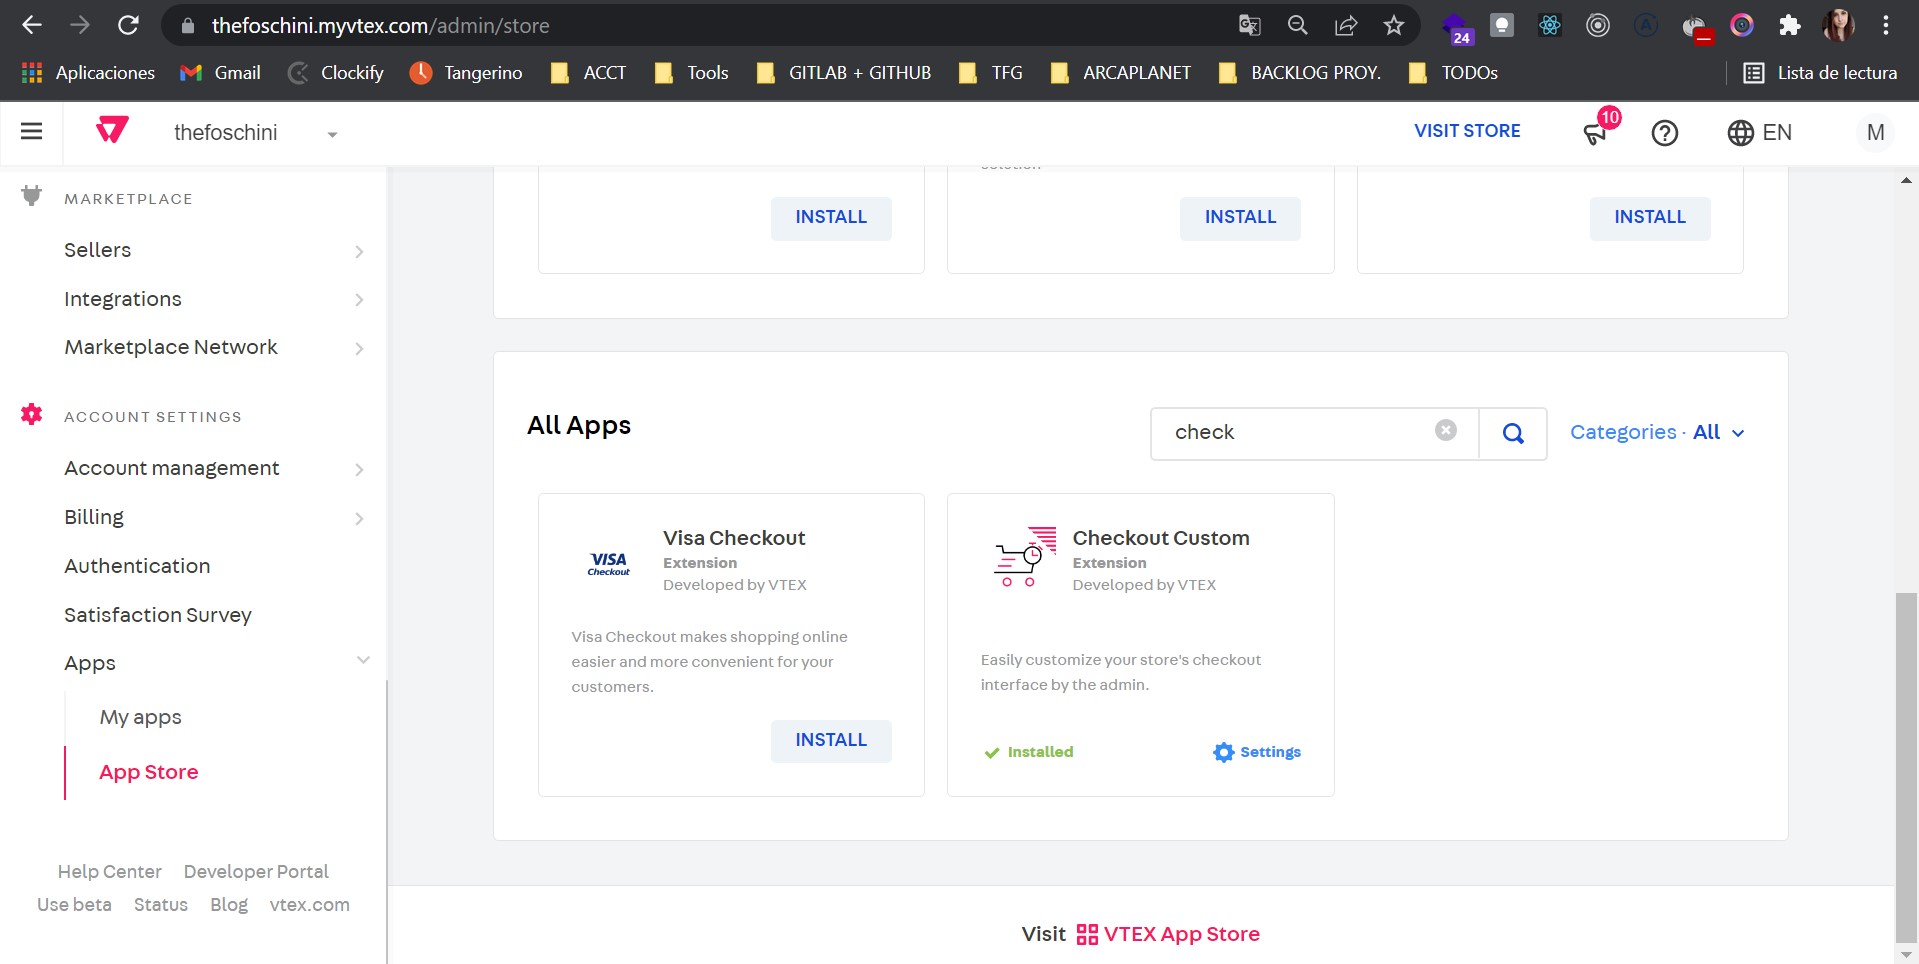 thefoschini.myvtex.com/admin/store
24
Aplicaciones Gmail Clockify Tangerino ACCT Tools GITLAB + GITHUB TFG ARCAPLANET BACKLOG PROY. TODOs Lista de lectura
thefoschini VISIT STORE 10 EN M
MARKETPLACE
Sellers
Integrations
Marketplace Network
ACCOUNT SETTINGS
Account management
Billing
Authentication
Satisfaction Survey
Apps
My apps
App Store
Help Center Developer Portal
Use beta Status Blog vtex.com
solution
INSTALL INSTALL INSTALL
All Apps
check
Categories · All
VISA
Checkout
Visa Checkout
Extension
Developed by VTEX
Visa Checkout makes shopping online
easier and more convenient for your
customers.
INSTALL
Checkout Custom
Extension
Developed by VTEX
Easily customize your store's checkout
interface by the admin.
Installed Settings
Visit VTEX App Store